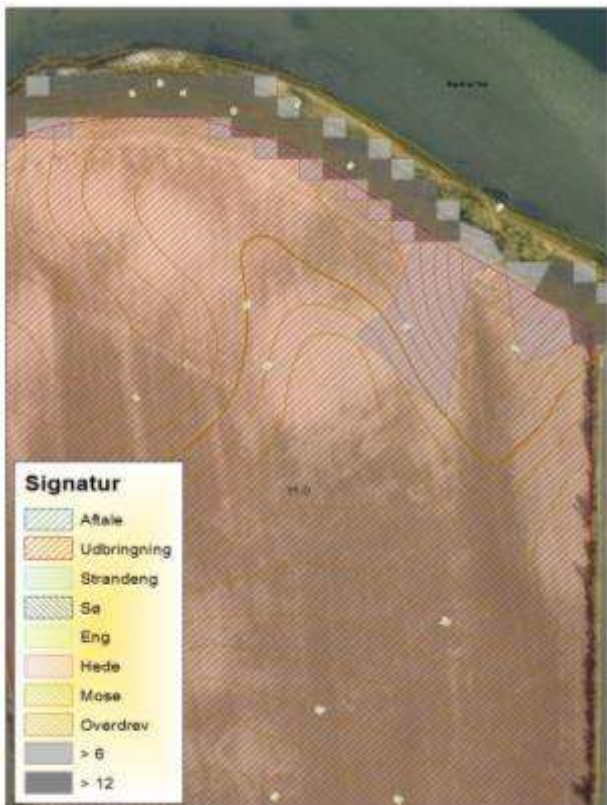 Signatur
Aftale
Udbringning
Strandeng
Sø
Eng
Hede
Mose
Overdrev
> 6
> 12